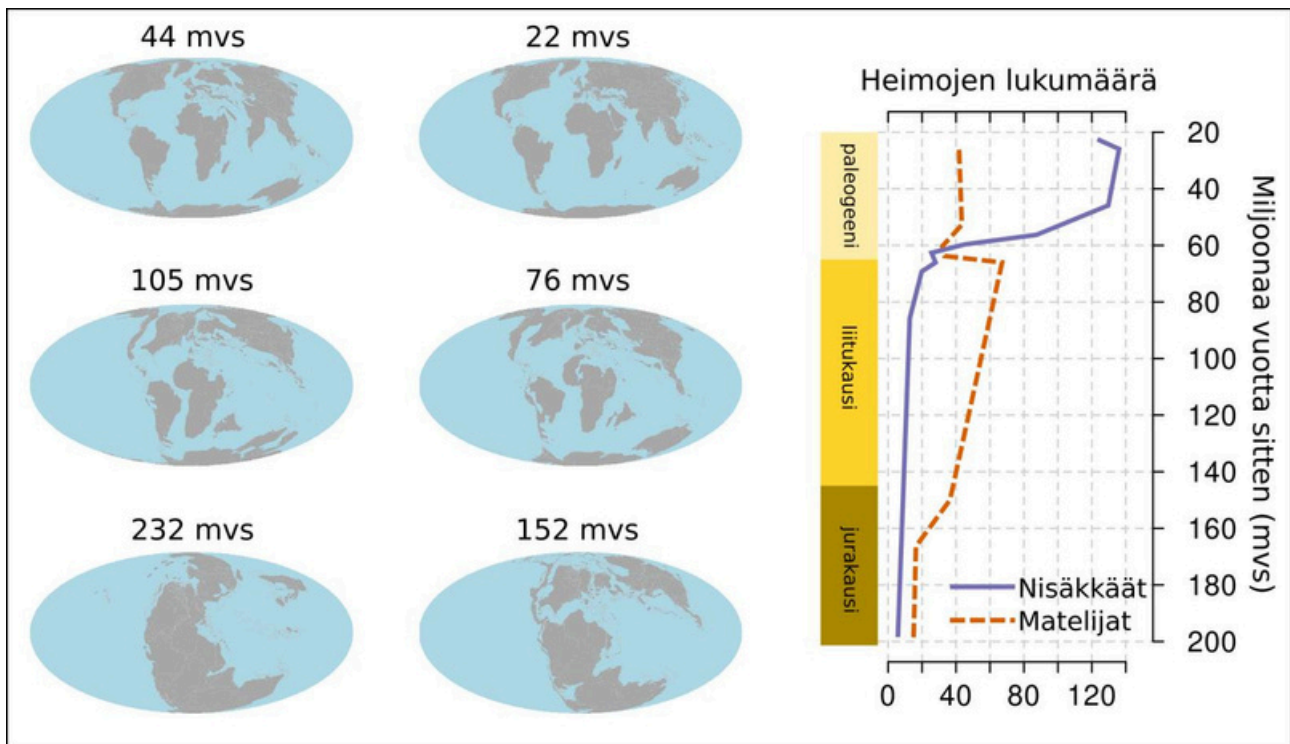 44 mvs
22 mvs
105 mvs
76 mvs
232 mvs
152 mvs
Heimojen lukumäärä
paleogeeni
liitukausi
jurakausi
20
40
60
80
100
120
140
160
180
200
Miljoonaa vuotta sitten (mvs)
Nisäkkäät
Matelijat
0 40 80 120